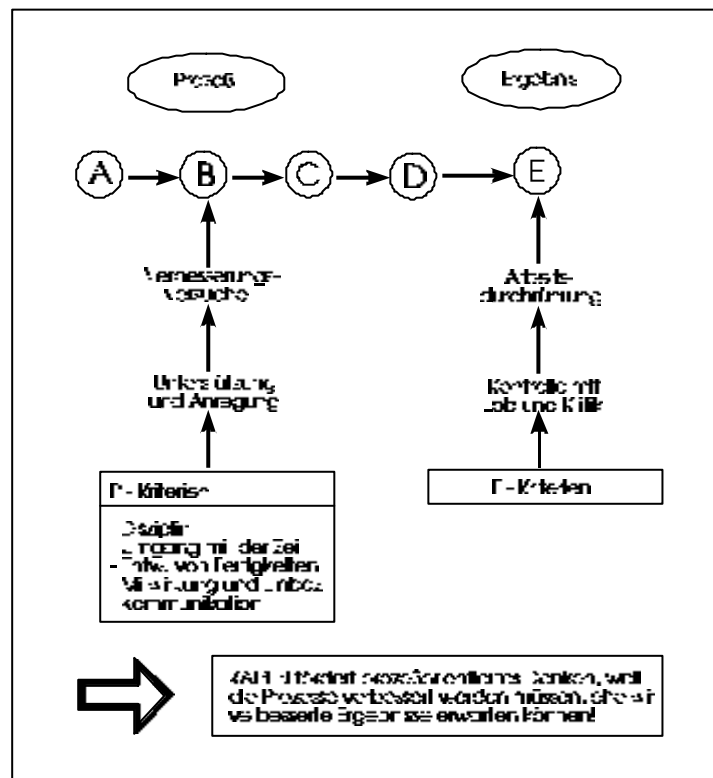 Prozeß
Ergebnis
A
B
C
D
E
Verbesserungs-
versuche
Arbeits-
durchführung
Unterstützung
und Anregung
Kontrolle mit
Lob und Kritik
P - Kriterien
Kriterien
Disziplin
Umgang mit der Zeit
- Entw. von Fertigkeiten
Mitwirkung und
Kommunikation
fördert prozeßorientiertes Denken, weil
die Prozesse verbessert werden müssen, ehe wir
verbesserte Ergebnisse erwarten können!